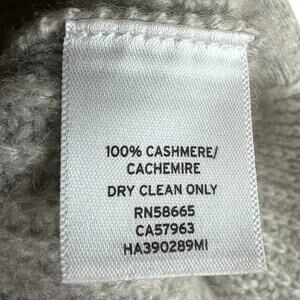 100% CASHMERE/
CACHEMIRE
DRY CLEAN ONLY
RN58665
CA57963
HA390289MI